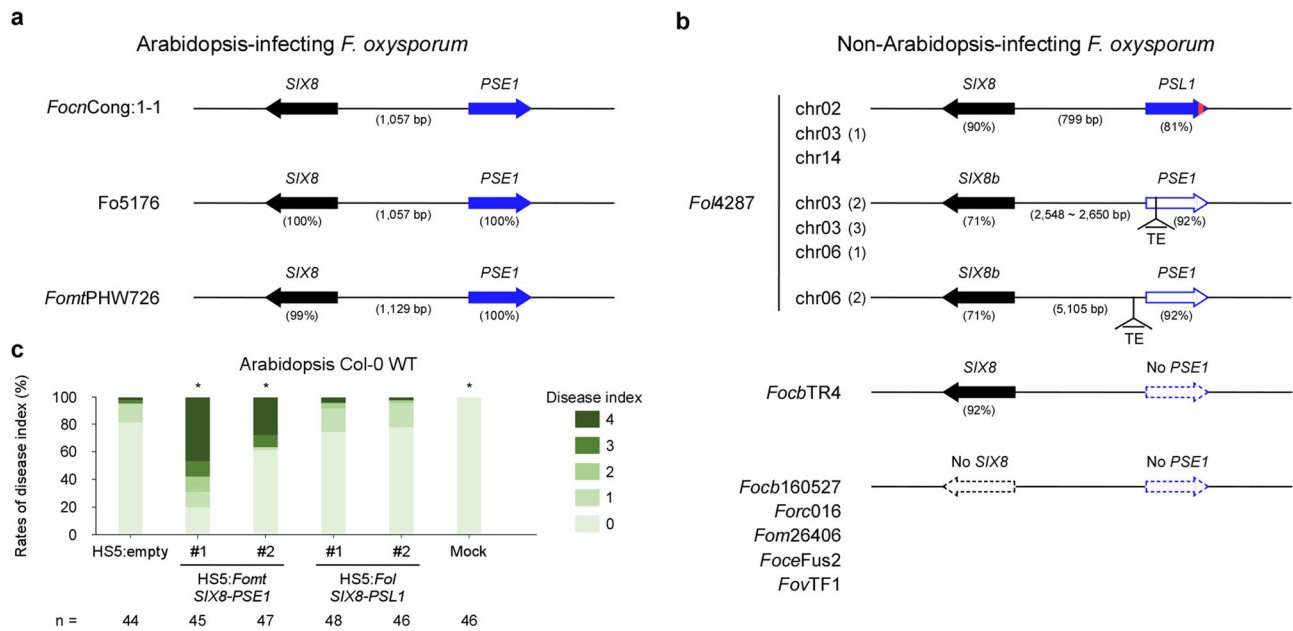 a
Arabidopsis-infecting F. oxysporum
SIX8 PSE1
FocnCong:1-1
(1,057 bp)
SIX8 PSE1
Fo5176
(100%) (1,057 bp) (100%)
SIX8 PSE1
FomtPHW726
(99%) (1,129 bp) (100%)
b
Non-Arabidopsis-infecting F. oxysporum
SIX8 PSL1
chr02
(90%) (799 bp) (81%)
chr03 (1)
chr14
Fol4287
SIX8b PSE1
chr03 (2)
(71%) (2,548 ~ 2,650 bp) (92%)
TE
chr03 (3)
chr06 (1)
SIX8b PSE1
chr06 (2)
(71%) (5,105 bp) (92%)
TE
SIX8 No PSE1
FocbTR4
(92%)
No SIX8 No PSE1
Focb160527
Forc016
Fom26406
FoceFus2
FovTF1
c
Arabidopsis Col-0 WT
Rates of disease index (%)
100
80
60
40
20
0
* * *
Disease index
4
3
2
1
0
HS5:empty #1 #2 #1 #2 Mock
HS5:Fomt HS5:Fol
SIX8-PSE1 SIX8-PSL1
n = 44 45 47 48 46 46